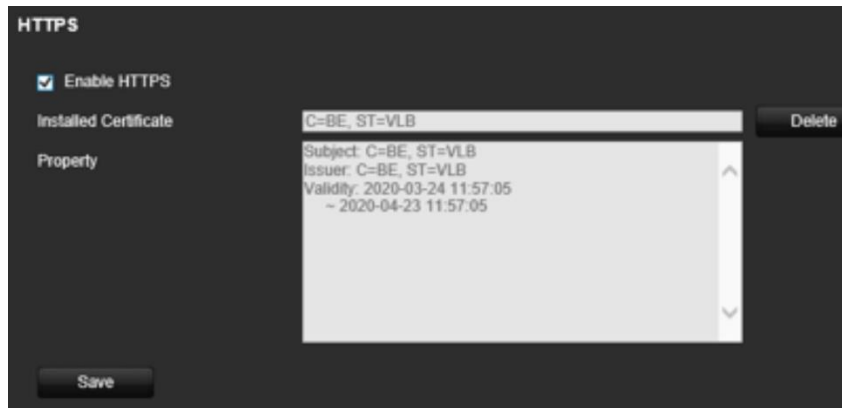 HTTPS
Enable HTTPS
Installed Certificate
C=BE, ST=VLB
Delete
Property
Subject: C=BE, ST=VLB
Issuer: C=BE, ST=VLB
Validity: 2020-03-24 11:57:05
~ 2020-04-23 11:57:05
Save